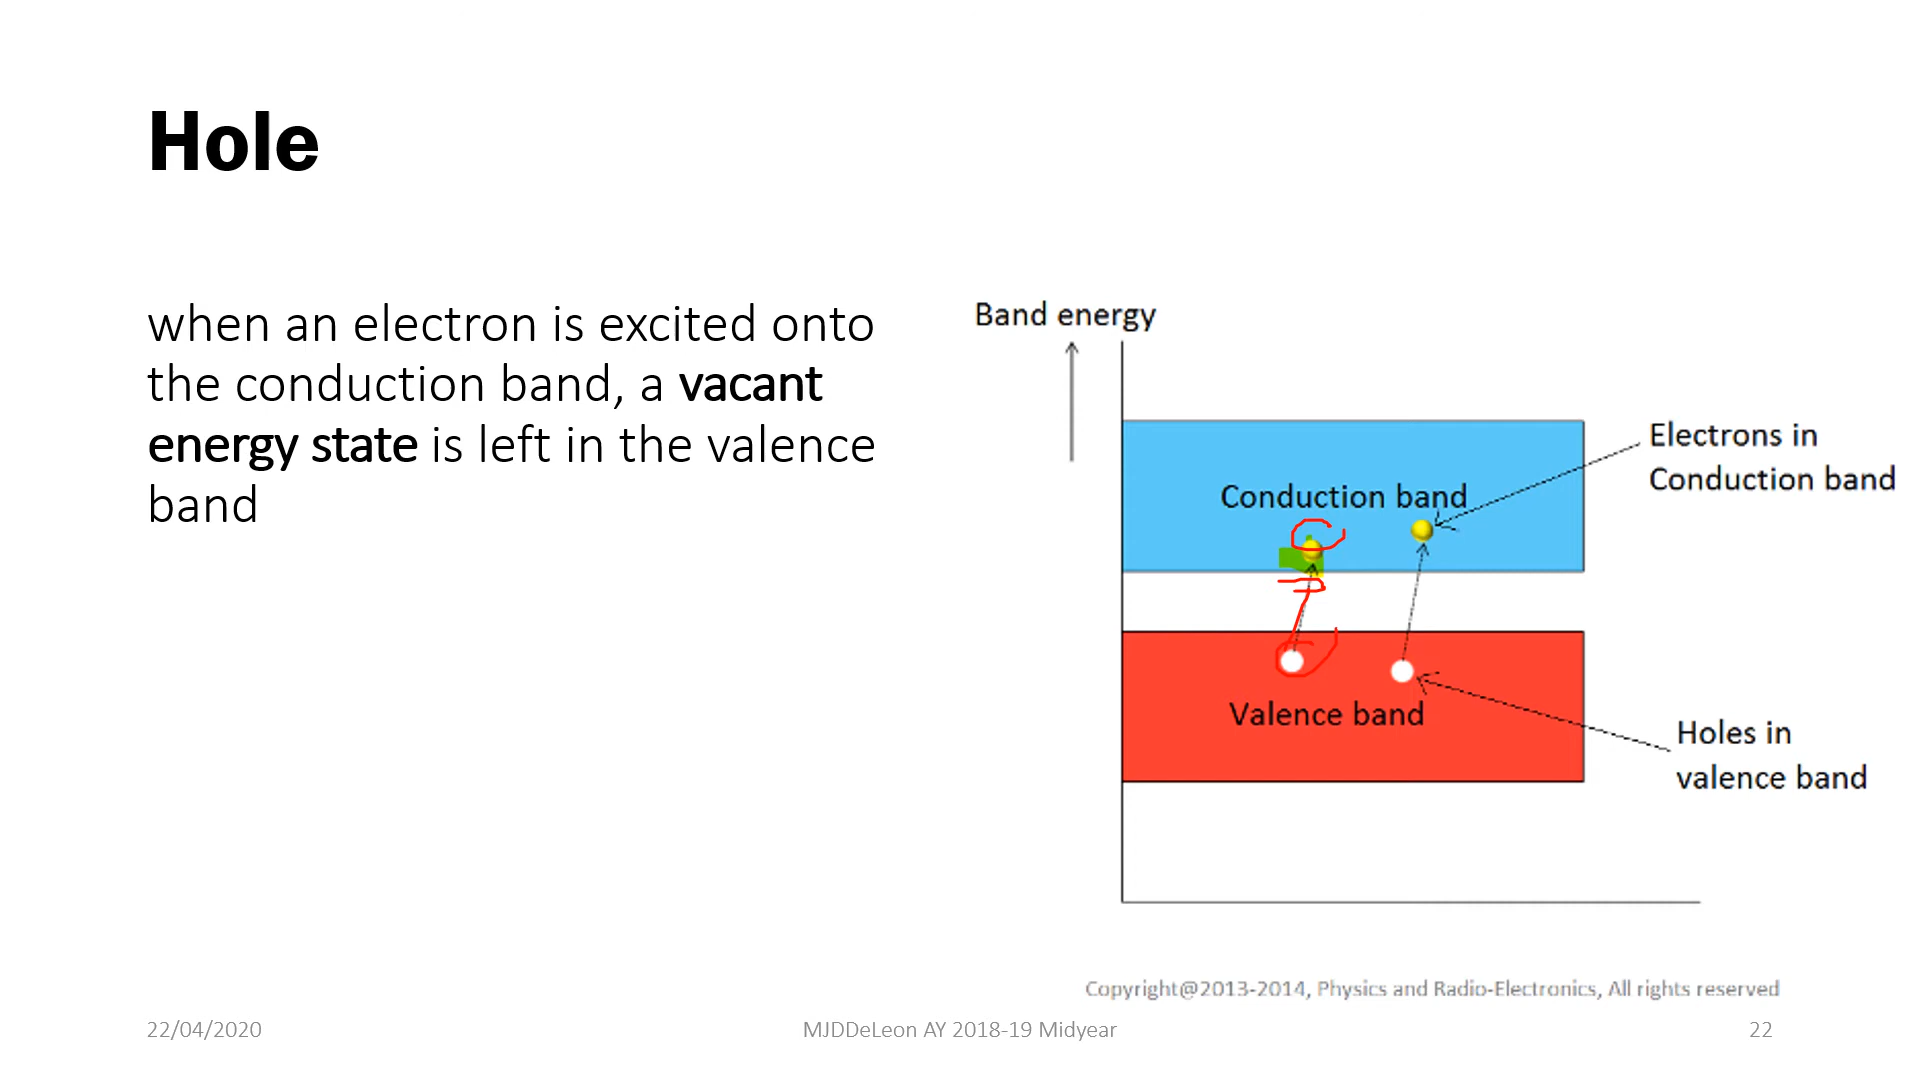 Hole
when an electron is excited onto
the conduction band, a vacant
energy state is left in the valence
band
Band energy
Conduction band
Electrons in
Conduction band
Valence band
Holes in
valence band
Copyright@2013-2014, Physics and Radio-Electronics, All rights reserved
22/04/2020
MJDDeLeon AY 2018-19 Midyear
22